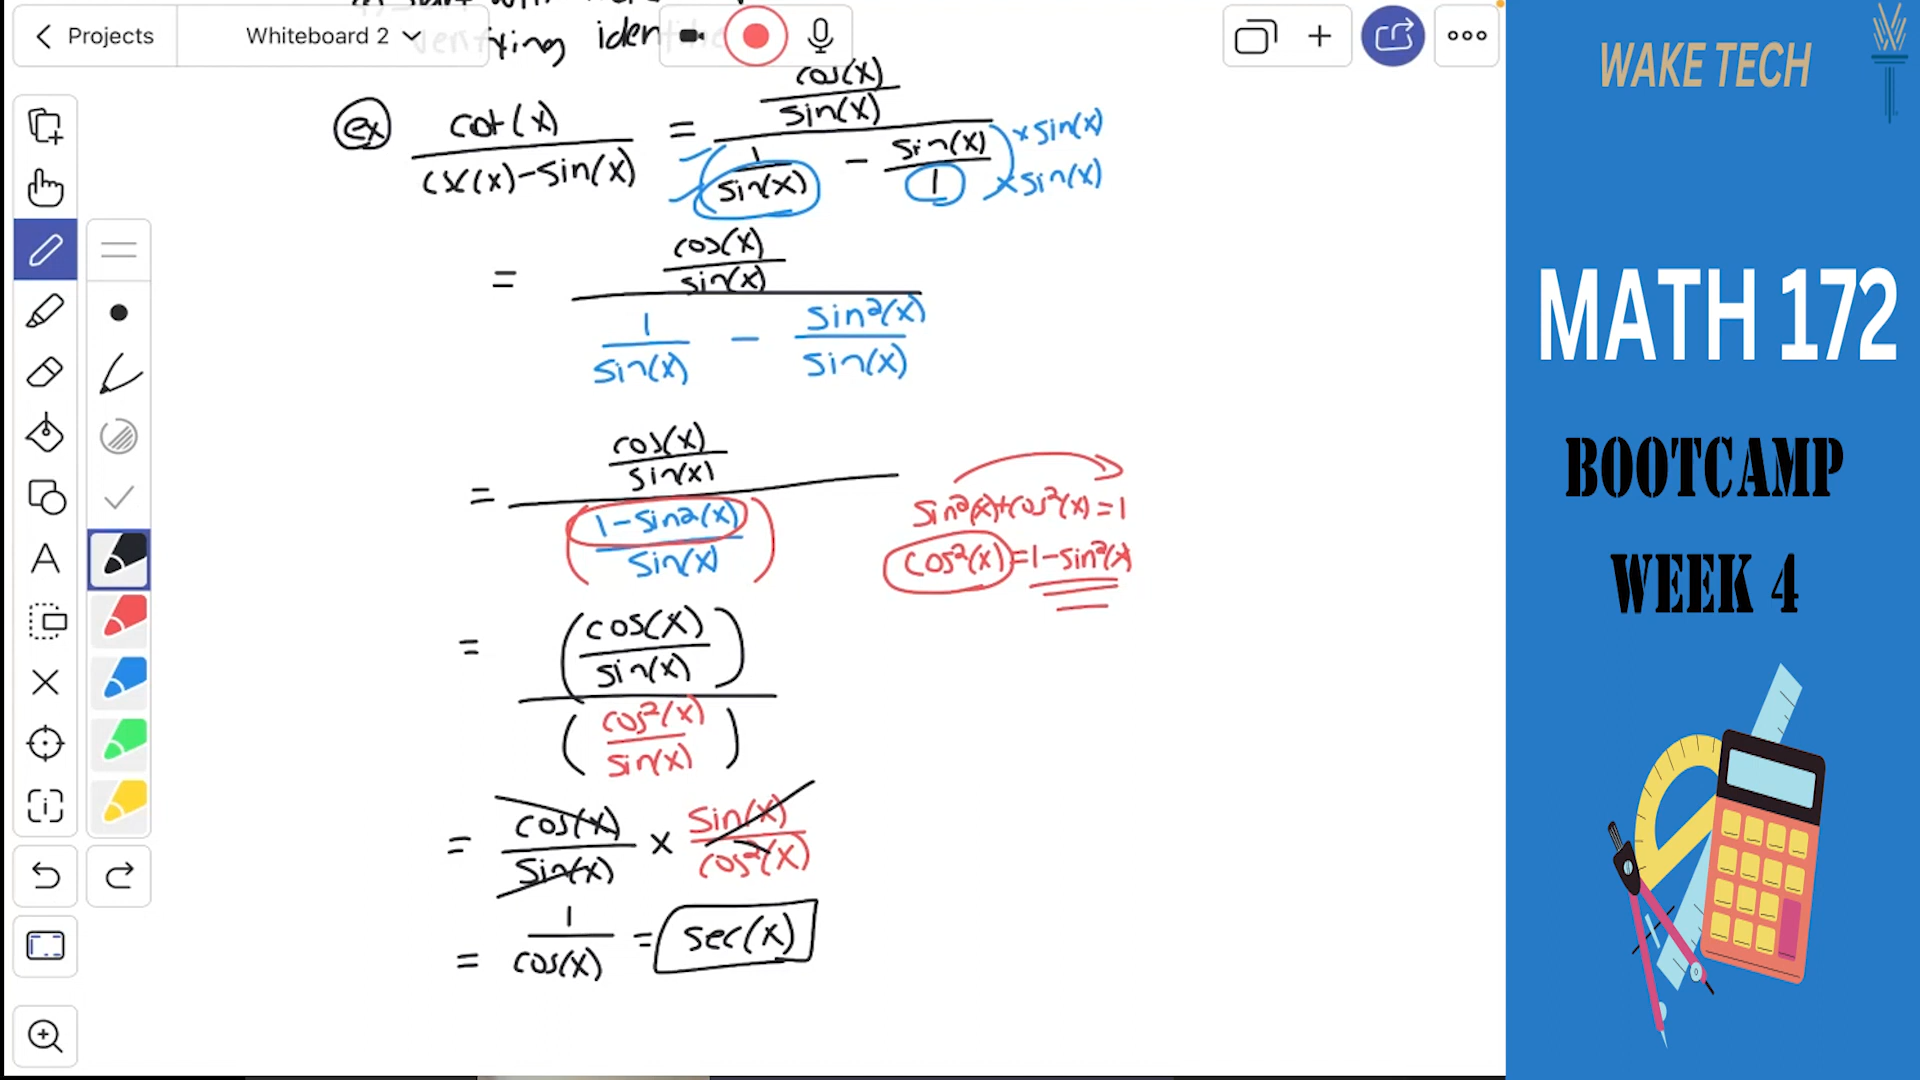 Projects
Whiteboard 2
verifying identities
WAKE TECH
MATH 172
BOOTCAMP
WEEK 4
ex cot(x) / csc(x)-sin(x) = cos(x)/sin(x) / (1/sin(x) - sin(x)/1) ×sin(x) ×sin(x)
= cos(x)/sin(x) / 1/sin(x) - sin²(x)/sin(x)
= cos(x)/sin(x) / (1-sin2(x)/sin(x))
sin²(x)+cos²(x)=1
cos²(x)=1-sin²(x)
= (cos(x)/sin(x)) / (cos²(x)/sin(x))
= cos(x)/sin(x) × sin(x)/cos²(x)
= 1/cos(x) = sec(x)
A